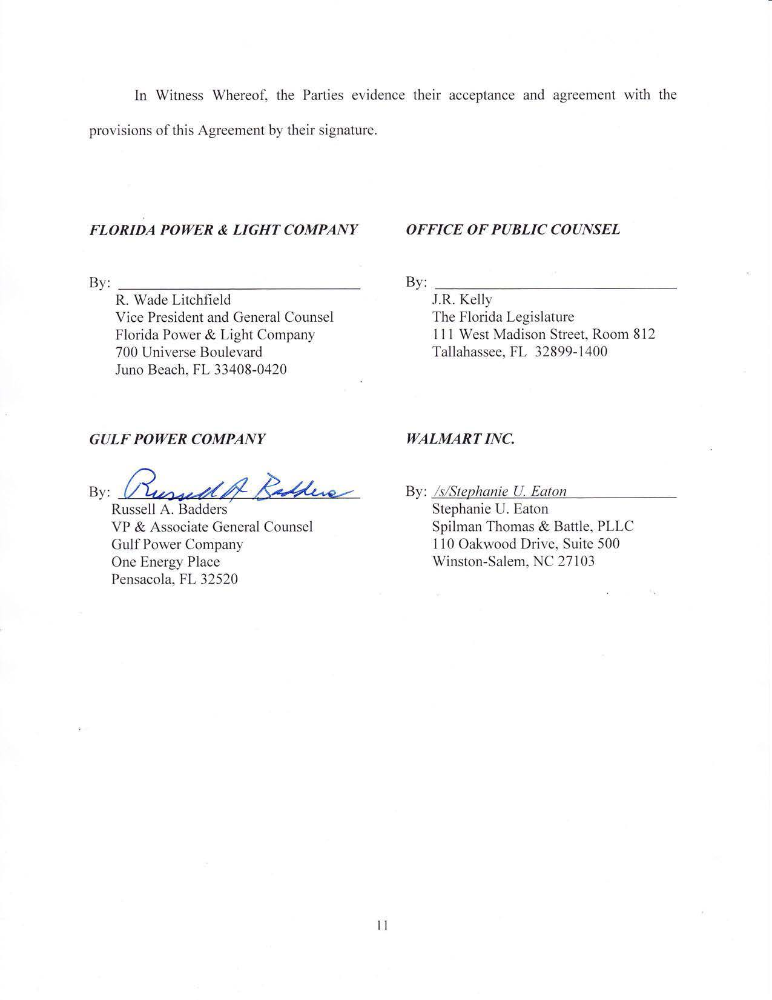 In Witness Whereof, the Parties evidence their acceptance and agreement with the
provisions of this Agreement by their signature.
FLORIDA POWER & LIGHT COMPANY
By:
R. Wade Litchfield
Vice President and General Counsel
Florida Power & Light Company
700 Universe Boulevard
Juno Beach, FL 33408-0420
OFFICE OF PUBLIC COUNSEL
By:
J.R. Kelly
The Florida Legislature
111 West Madison Street, Room 812
Tallahassee, FL 32899-1400
GULF POWER COMPANY
By: Russell A Badders
Russell A. Badders
VP & Associate General Counsel
Gulf Power Company
One Energy Place
Pensacola, FL 32520
WALMART INC.
By: /s/Stephanie U. Eaton
Stephanie U. Eaton
Spilman Thomas & Battle, PLLC
110 Oakwood Drive, Suite 500
Winston-Salem, NC 27103
11